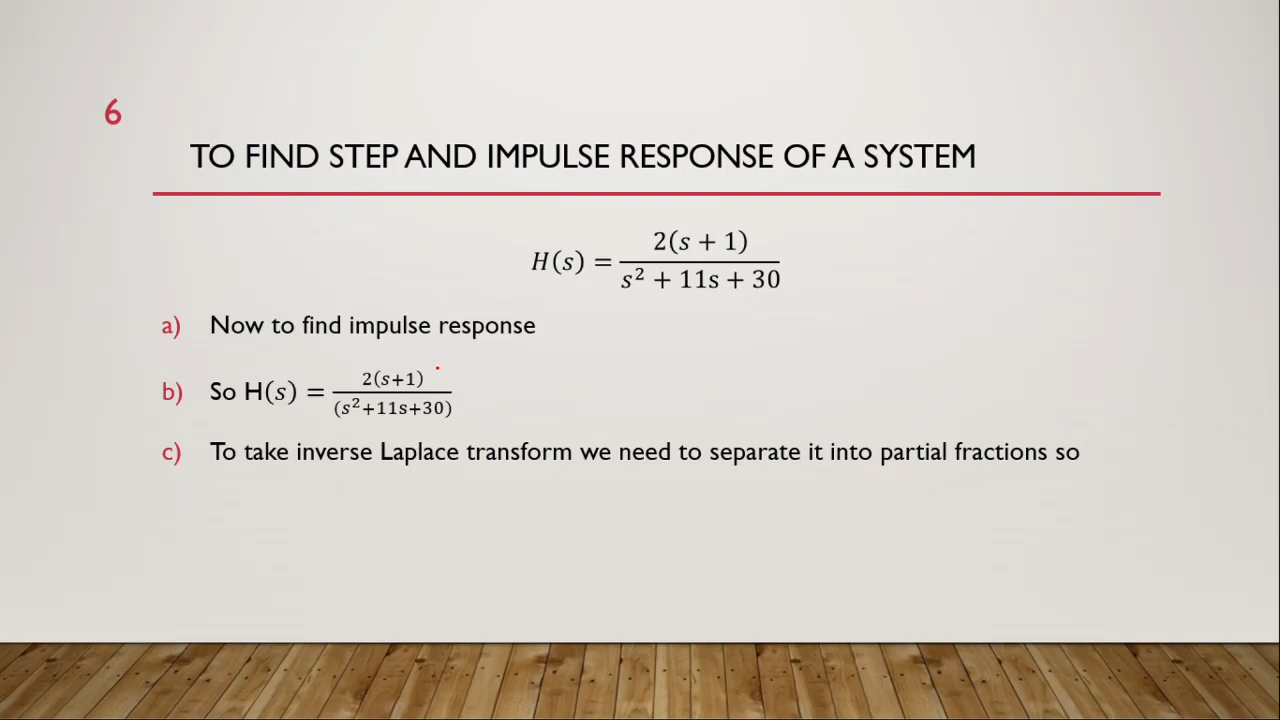 6
TO FIND STEP AND IMPULSE RESPONSE OF A SYSTEM
H(s) = 2(s + 1) / (s² + 11s + 30)
a) Now to find impulse response
b) So H(s) = 2(s+1) / (s²+11s+30)
c) To take inverse Laplace transform we need to separate it into partial fractions so